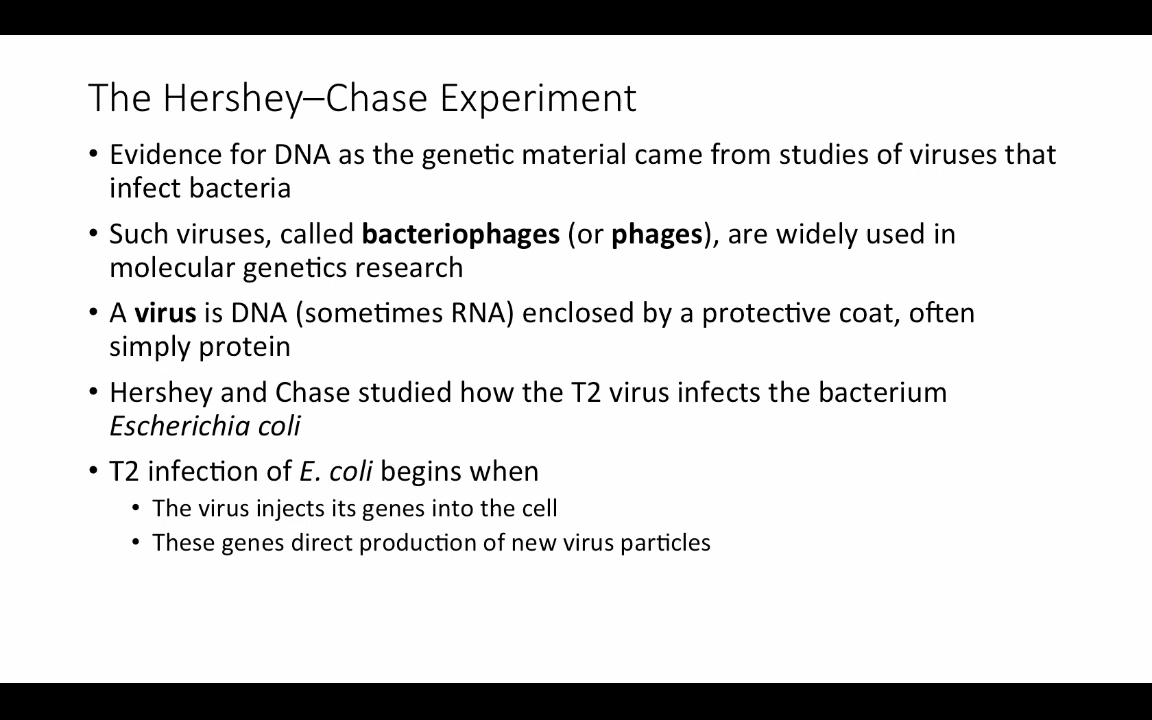 The Hershey–Chase Experiment
• Evidence for DNA as the genetic material came from studies of viruses that
infect bacteria
• Such viruses, called bacteriophages (or phages), are widely used in
molecular genetics research
• A virus is DNA (sometimes RNA) enclosed by a protective coat, often
simply protein
• Hershey and Chase studied how the T2 virus infects the bacterium
Escherichia coli
• T2 infection of E. coli begins when
• The virus injects its genes into the cell
• These genes direct production of new virus particles